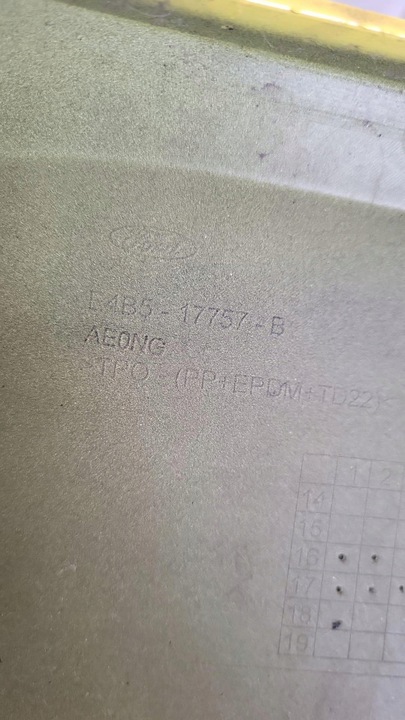 Ford
E4B5 - 17757 - B
AE0NG
>TPO - (PP+EPDM+TD22)<
1 2
14
15
16
17
18
19